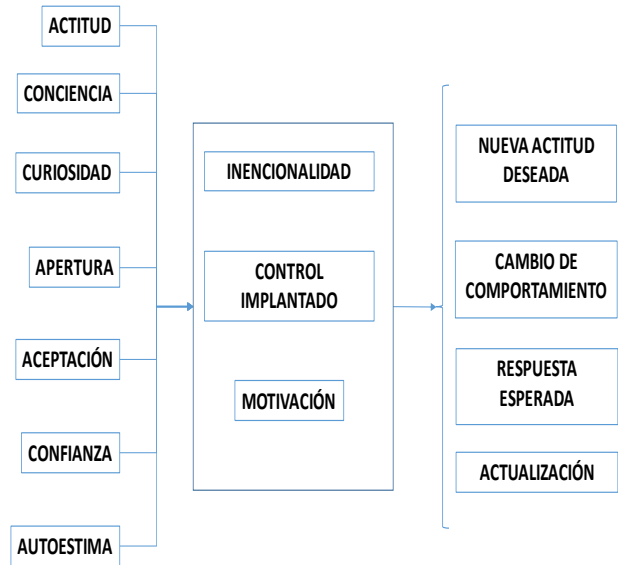 ACTITUD
CONCIENCIA
CURIOSIDAD
APERTURA
ACEPTACIÓN
CONFIANZA
AUTOESTIMA
INENCIONALIDAD
CONTROL
IMPLANTADO
MOTIVACIÓN
NUEVA ACTITUD
DESEADA
CAMBIO DE
COMPORTAMIENTO
RESPUESTA
ESPERADA
ACTUALIZACIÓN